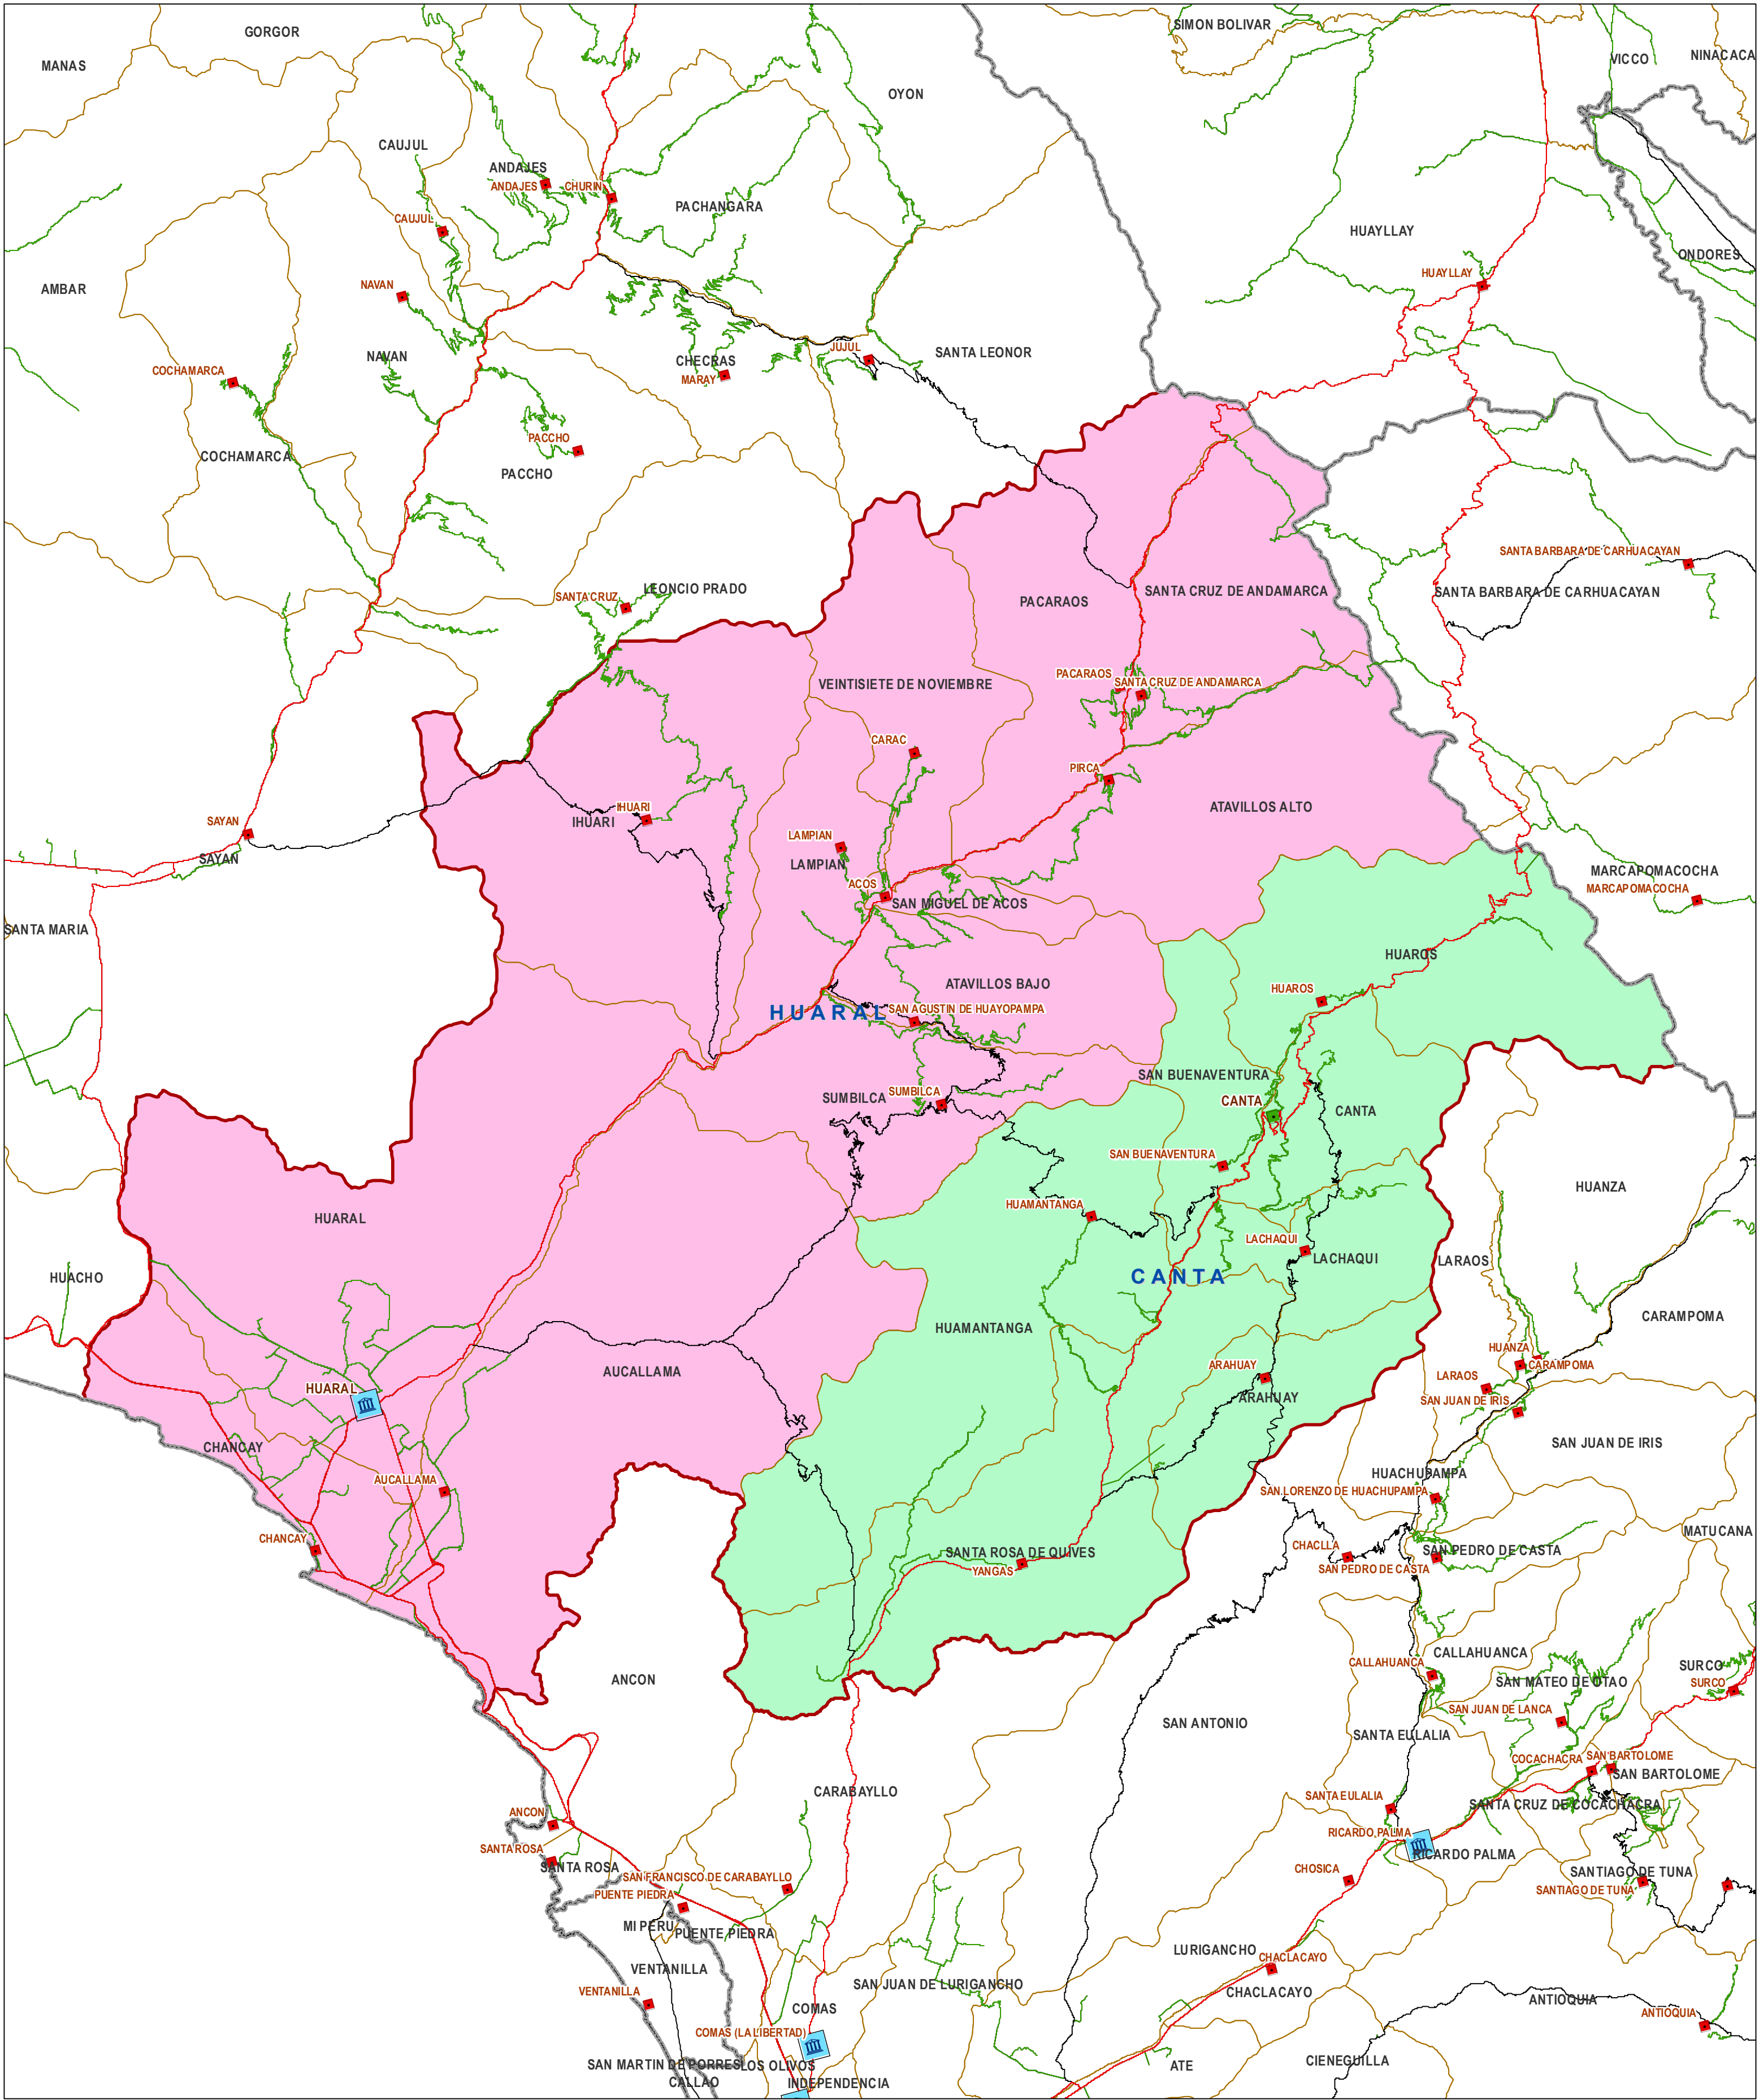 SIMON BOLIVAR
GORGOR
MANAS
VICCO
NINACACA
OYON
CAUJUL
ANDAJES
ANDAJES
CHURIN
PACHANGARA
CAUJUL
HUAYLLAY
ONDORES
HUAYLLAY
NAVAN
AMBAR
JUJUL
SANTA LEONOR
NAVAN
CHECRAS
COCHAMARCA
MARAY
PACCHO
COCHAMARCA
PACCHO
SANTA BARBARA DE CARHUACAYAN
SANTA CRUZ
LEONCIO PRADO
SANTA CRUZ DE ANDAMARCA
SANTA BARBARA DE CARHUACAYAN
PACARAOS
PACARAOS
SANTA CRUZ DE ANDAMARCA
VEINTISIETE DE NOVIEMBRE
CARAC
PIRCA
IHUARI
ATAVILLOS ALTO
SAYAN
IHUARI
LAMPIAN
SAYAN
LAMPIAN
MARCAPOMACOCHA
ACOS
MARCAPOMACOCHA
SAN MIGUEL DE ACOS
SANTA MARIA
HUAROS
ATAVILLOS BAJO
HUAROS
HUARAL
SAN AGUSTIN DE HUAYOPAMPA
SAN BUENAVENTURA
SUMBILCA
SUMBILCA
CANTA
CANTA
SAN BUENAVENTURA
HUANZA
HUAMANTANGA
HUARAL
LACHAQUI
LACHAQUI
LARAOS
HUACHO
CANTA
CARAMPOMA
HUAMANTANGA
HUANZA
CARAMPOMA
AUCALLAMA
ARAHUAY
LARAOS
HUARAL
ARAHUAY
SAN JUAN DE IRIS
CHANCAY
SAN JUAN DE IRIS
AUCALLAMA
HUACHUPAMPA
SAN LORENZO DE HUACHUPAMPA
CHANCAY
MATUCANA
CHACLLA
SANTA ROSA DE QUIVES
SAN PEDRO DE CASTA
YANGAS
SAN PEDRO DE CASTA
CALLAHUANCA
CALLAHUANCA
SURCO
ANCON
SAN MATEO DE OTAO
SURCO
SAN JUAN DE LANCA
SAN ANTONIO
SANTA EULALIA
COCACHACRA
SAN BARTOLOME
SAN BARTOLOME
CARABAYLLO
SANTA EULALIA
SANTA CRUZ DE COCACHACRA
ANCON
RICARDO PALMA
SANTA ROSA
RICARDO PALMA
SANTA ROSA
CHOSICA
SANTIAGO DE TUNA
SAN FRANCISCO DE CARABAYLLO
SANTIAGO DE TUNA
PUENTE PIEDRA
MI PERU
PUENTE PIEDRA
LURIGANCHO
CHACLACAYO
VENTANILLA
SAN JUAN DE LURIGANCHO
CHACLACAYO
VENTANILLA
ANTIOQUIA
COMAS
ANTIOQUIA
COMAS (LA LIBERTAD)
CIENEGUILLA
SAN MARTIN DE PORRES
LOS OLIVOS
ATE
CALLAO
INDEPENDENCIA